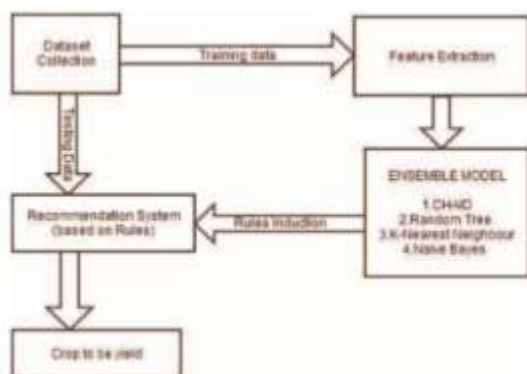 Dataset
Collection
Training data
Feature Extraction
Testing Data
ENSEMBLE MODEL
1.CHAID
2.Random Tree
3.K-Nearest Neighbour
4.Naive Bayes
Rules Induction
Recommendation System
(based on Rules)
Crop to be yield